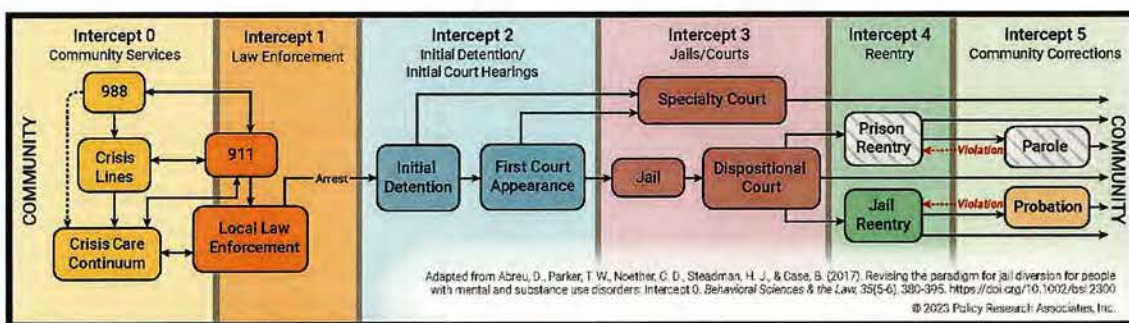 Intercept 0
Community Services
Intercept 1
Law Enforcement
Intercept 2
Initial Detention/
Initial Court Hearings
Intercept 3
Jails/Courts
Intercept 4
Reentry
Intercept 5
Community Corrections
COMMUNITY
988
Crisis
Lines
Crisis Care
Continuum
911
Local Law
Enforcement
Arrest
Initial
Detention
First Court
Appearance
Specialty Court
Jail
Dispositional
Court
Prison
Reentry
Violation
Parole
Jail
Reentry
Violation
Probation
COMMUNITY
Adapted from Abreu, D., Parker, T. W., Noether, C. D., Steadman, H. J., & Case, B. (2017). Revising the paradigm for jail diversion for people
with mental and substance use disorders: Intercept 0. Behavioral Sciences & the Law, 35(5-6), 380-395. https://doi.org/10.1002/bsl.2300
© 2023 Policy Research Associates, Inc.